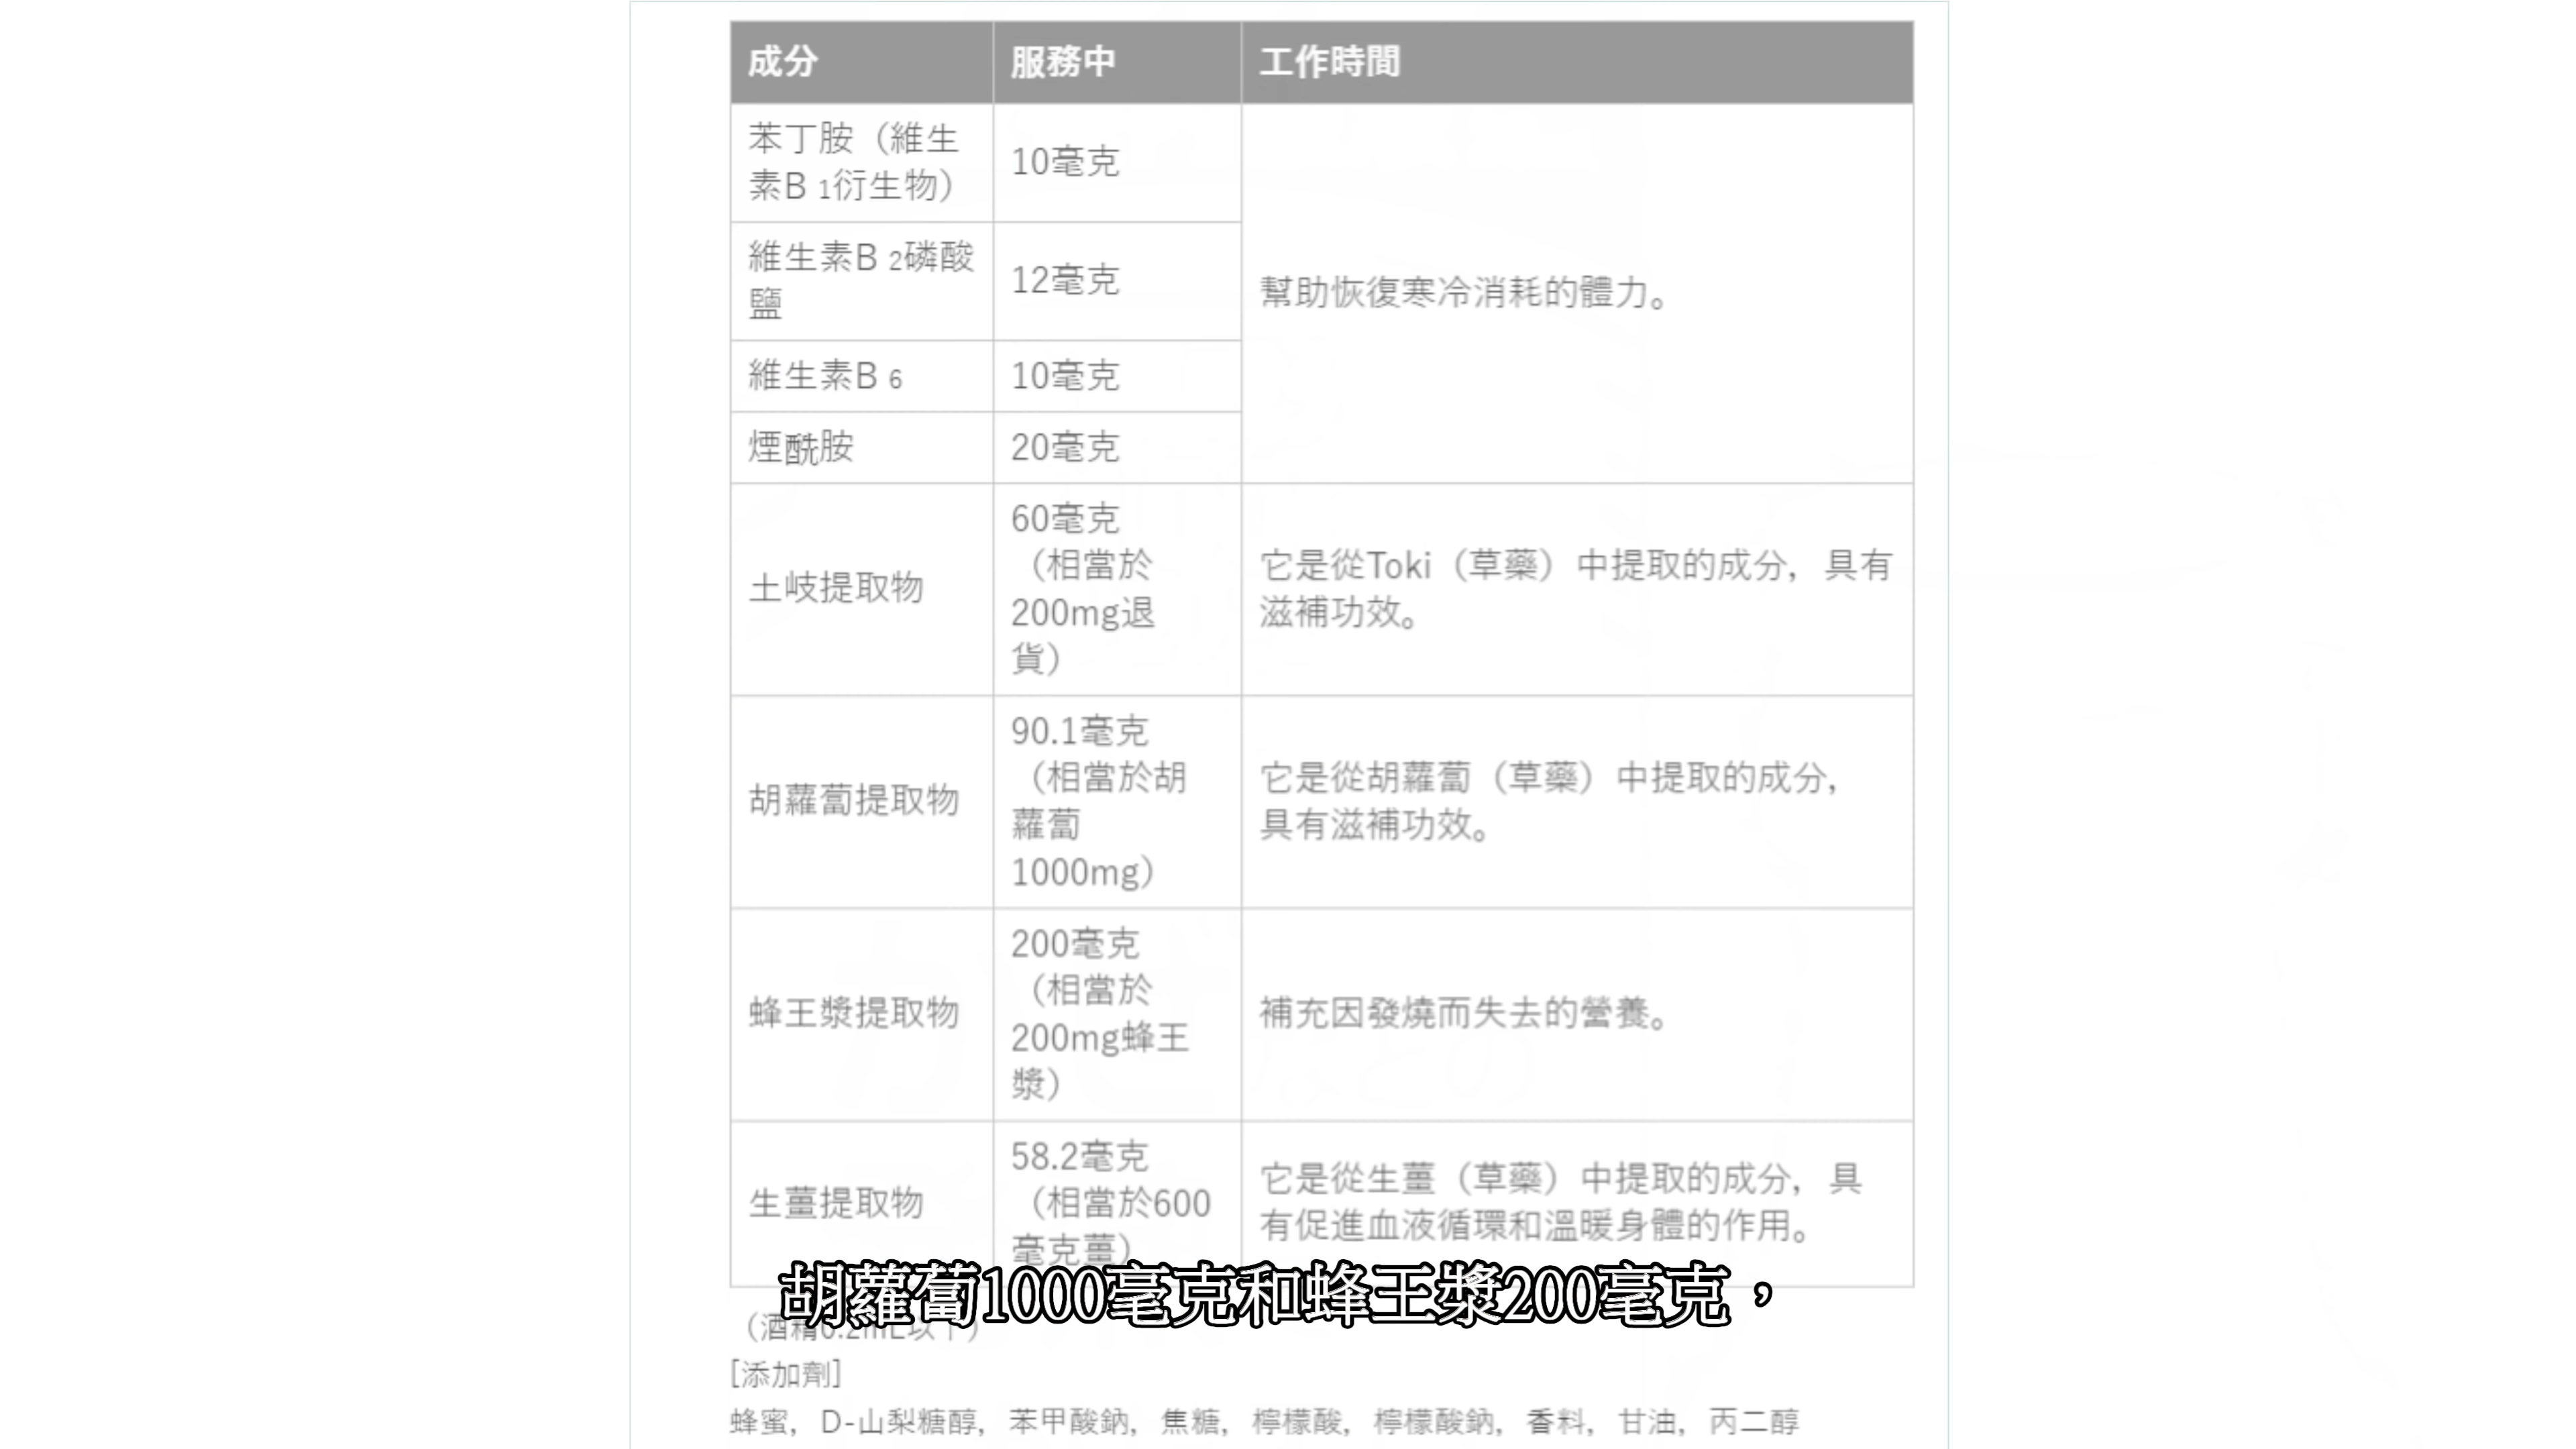 成分 服務中 工作時間
苯丁胺（維生
素B 1衍生物）
10毫克
維生素B 2磷酸
鹽
12毫克
維生素B 6
10毫克
煙酰胺
20毫克
幫助恢復寒冷消耗的體力。
土岐提取物
60毫克
（相當於
200mg退
貨）
它是從Toki（草藥）中提取的成分，具有
滋補功效。
胡蘿蔔提取物
90.1毫克
（相當於胡
蘿蔔
1000mg）
它是從胡蘿蔔（草藥）中提取的成分，
具有滋補功效。
蜂王漿提取物
200毫克
（相當於
200mg蜂王
漿）
補充因發燒而失去的營養。
生薑提取物
58.2毫克
（相當於600
毫克薑）
它是從生薑（草藥）中提取的成分，具
有促進血液循環和溫暖身體的作用。
胡蘿蔔1000毫克和蜂王漿200毫克，
（酒精0.2mL以下）
[添加劑]
蜂蜜，D-山梨糖醇，苯甲酸鈉，焦糖，檸檬酸，檸檬酸鈉，香料，甘油，丙二醇